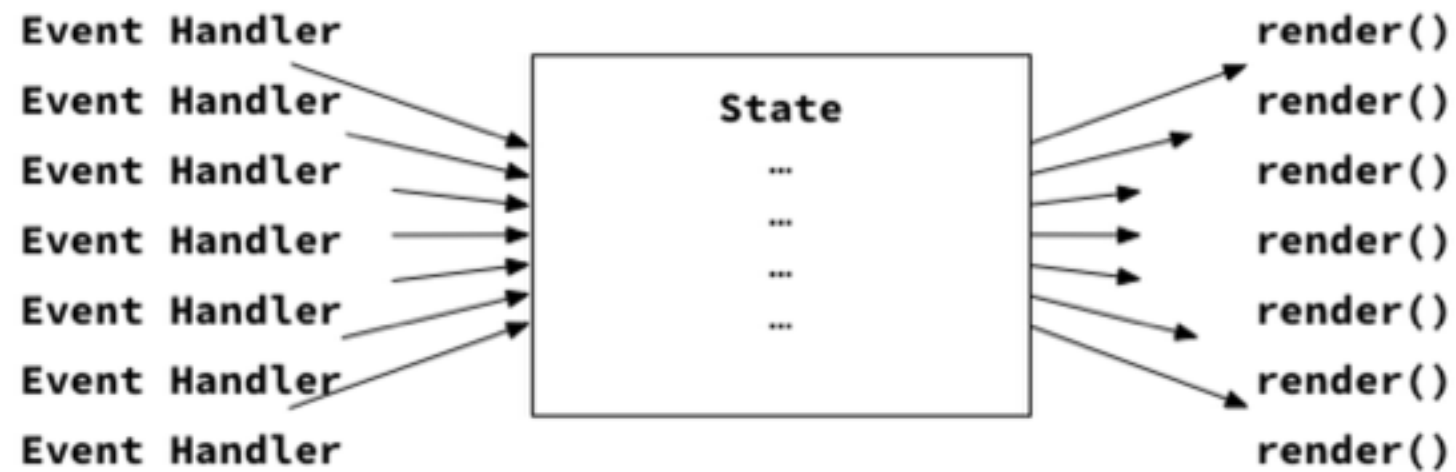 Event Handler
Event Handler
Event Handler
Event Handler
Event Handler
Event Handler
Event Handler
State
...
...
...
...
render()
render()
render()
render()
render()
render()
render()